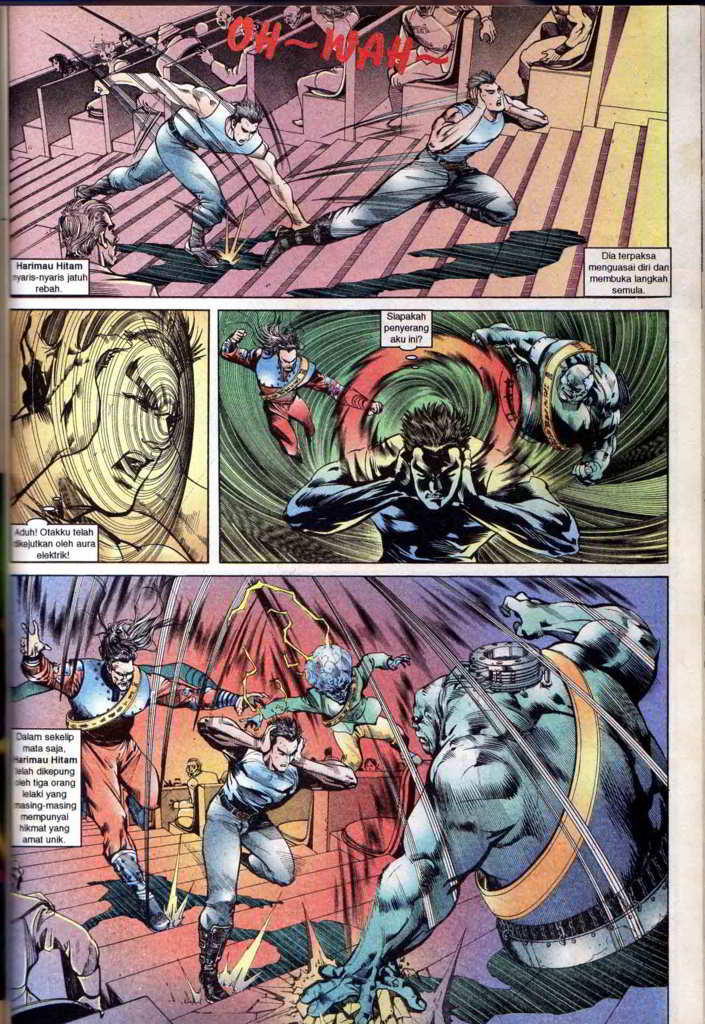 OH~WAH~
Harimau Hitam
nyaris-nyaris jatuh
rebah.
Dia terpaksa
menguasai diri dan
membuka langkah
semula.
Aduh! Otakku telah
dikejutkan oleh aura
elektrik!
Siapakah
penyerang
aku ini?
Dalam sekelip
mata saja,
Harimau Hitam
telah dikepung
oleh tiga orang
lelaki yang
masing-masing
mempunyai
hikmat yang
amat unik.